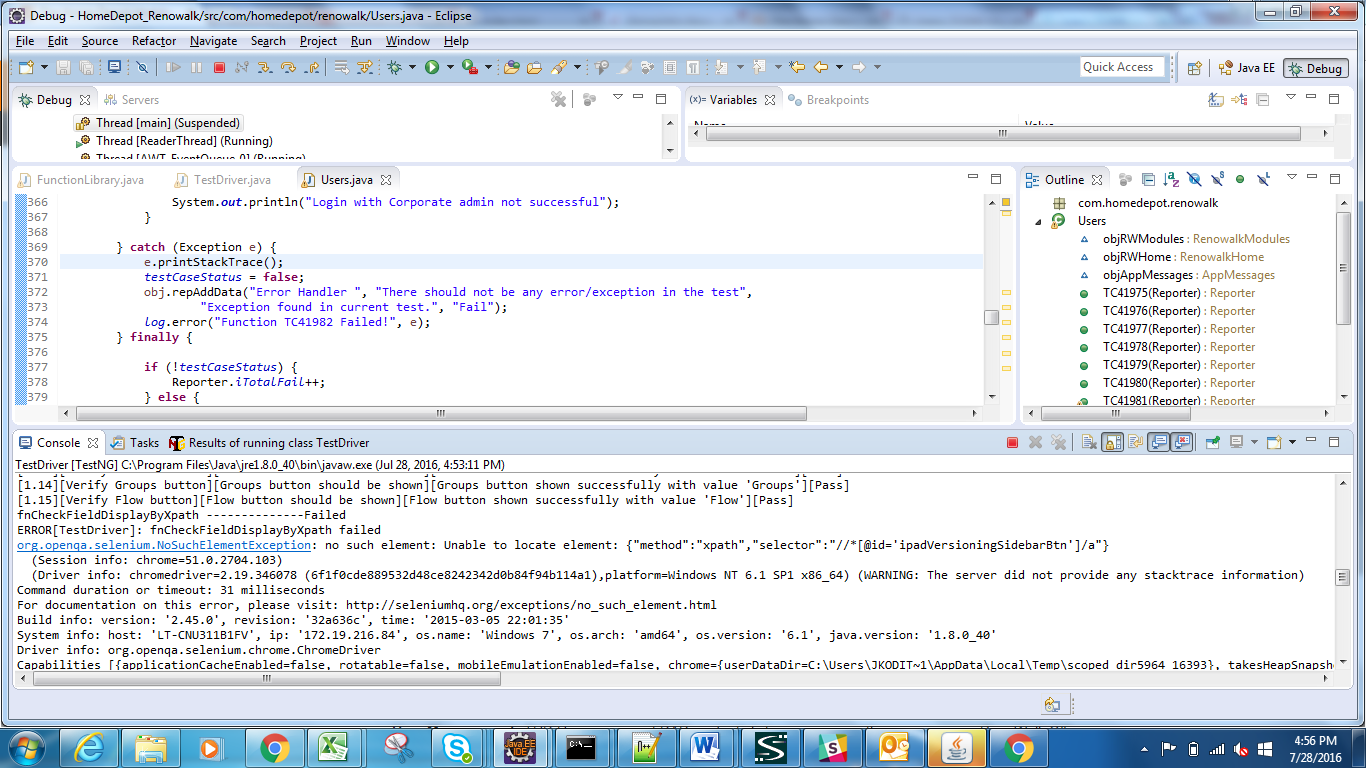 Debug - HomeDepot_Renowalk/src/com/homedepot/renowalk/Users.java - Eclipse
File Edit Source Refactor Navigate Search Project Run Window Help
Quick Access Java EE Debug
Debug Servers
Thread [main] (Suspended)
Thread [ReaderThread] (Running)
Thread [AWT-EventQueue-0] (Running)
(x)= Variables Breakpoints
Name Value
FunctionLibrary.java TestDriver.java Users.java
366 System.out.println("Login with Corporate admin not successful");
367 }
368
369 } catch (Exception e) {
370 e.printStackTrace();
371 testCaseStatus = false;
372 obj.repAddData("Error Handler ", "There should not be any error/exception in the test",
373 "Exception found in current test.", "Fail");
374 log.error("Function TC41982 Failed!", e);
375 } finally {
376
377 if (!testCaseStatus) {
378 Reporter.iTotalFail++;
379 } else {
Outline
com.homedepot.renowalk
Users
objRWModules : RenowalkModules
objRWHome : RenowalkHome
objAppMessages : AppMessages
TC41975(Reporter) : Reporter
TC41976(Reporter) : Reporter
TC41977(Reporter) : Reporter
TC41978(Reporter) : Reporter
TC41979(Reporter) : Reporter
TC41980(Reporter) : Reporter
TC41981(Reporter) : Reporter
Console Tasks Results of running class TestDriver
TestDriver [TestNG] C:\Program Files\Java\jre1.8.0_40\bin\javaw.exe (Jul 28, 2016, 4:53:11 PM)
[1.14][Verify Groups button][Groups button should be shown][Groups button shown successfully with value 'Groups'][Pass]
[1.15][Verify Flow button][Flow button should be shown][Flow button shown successfully with value 'Flow'][Pass]
fnCheckFieldDisplayByXpath --------------Failed
ERROR[TestDriver]: fnCheckFieldDisplayByXpath failed
org.openqa.selenium.NoSuchElementException: no such element: Unable to locate element: {"method":"xpath","selector":"//*[@id='ipadVersioningSidebarBtn']/a"}
(Session info: chrome=51.0.2704.103)
(Driver info: chromedriver=2.19.346078 (6f1f0cde889532d48ce8242342d0b84f94b114a1),platform=Windows NT 6.1 SP1 x86_64) (WARNING: The server did not provide any stacktrace information)
Command duration or timeout: 31 milliseconds
For documentation on this error, please visit: http://seleniumhq.org/exceptions/no_such_element.html
Build info: version: '2.45.0', revision: '32a636c', time: '2015-03-05 22:01:35'
System info: host: 'LT-CNU311B1FV', ip: '172.19.216.84', os.name: 'Windows 7', os.arch: 'amd64', os.version: '6.1', java.version: '1.8.0_40'
Driver info: org.openqa.selenium.chrome.ChromeDriver
Capabilities [{applicationCacheEnabled=false, rotatable=false, mobileEmulationEnabled=false, chrome={userDataDir=C:\Users\JKODIT~1\AppData\Local\Temp\scoped_dir5964_16393}, takesHeapSnapsh
4:56 PM
7/28/2016